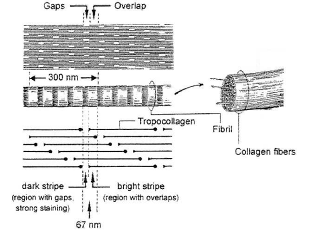 Gaps Overlap
300 nm
Tropocollagen
Fibril
Collagen fibers
dark stripe bright stripe
(region with gaps, (region with overlaps)
strong staining)
67 nm